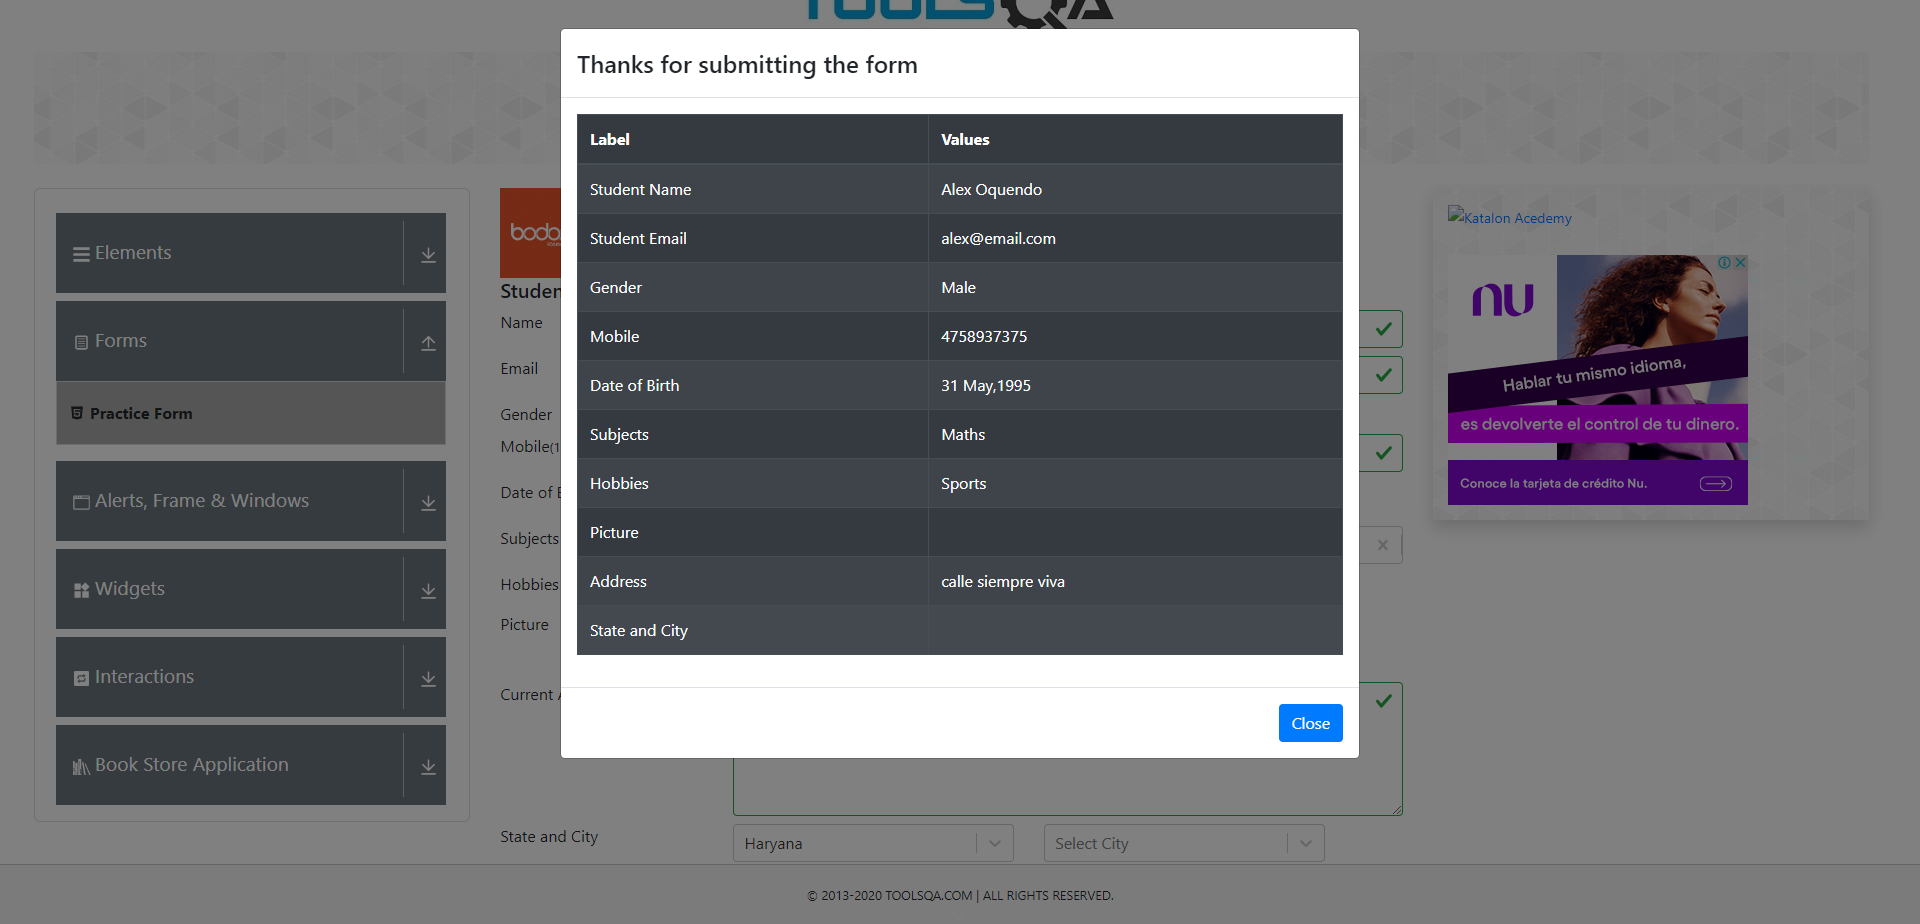 TOOLSQA
Thanks for submitting the form
Label Values
Student Name Alex Oquendo
Student Email alex@email.com
Gender Male
Mobile 4758937375
Date of Birth 31 May,1995
Subjects Maths
Hobbies Sports
Picture
Address calle siempre viva
State and City
Close
Elements
Forms
Practice Form
Alerts, Frame & Windows
Widgets
Interactions
Book Store Application
Studen
Name
Email
Gender
Mobile(1
Date of
Subjects
Hobbies
Picture
Current
State and City
Haryana
Select City
Katalon Acedemy
nu
Hablar tu mismo idioma,
es devolverte el control de tu dinero.
Conoce la tarjeta de crédito Nu.
© 2013-2020 TOOLSQA.COM | ALL RIGHTS RESERVED.